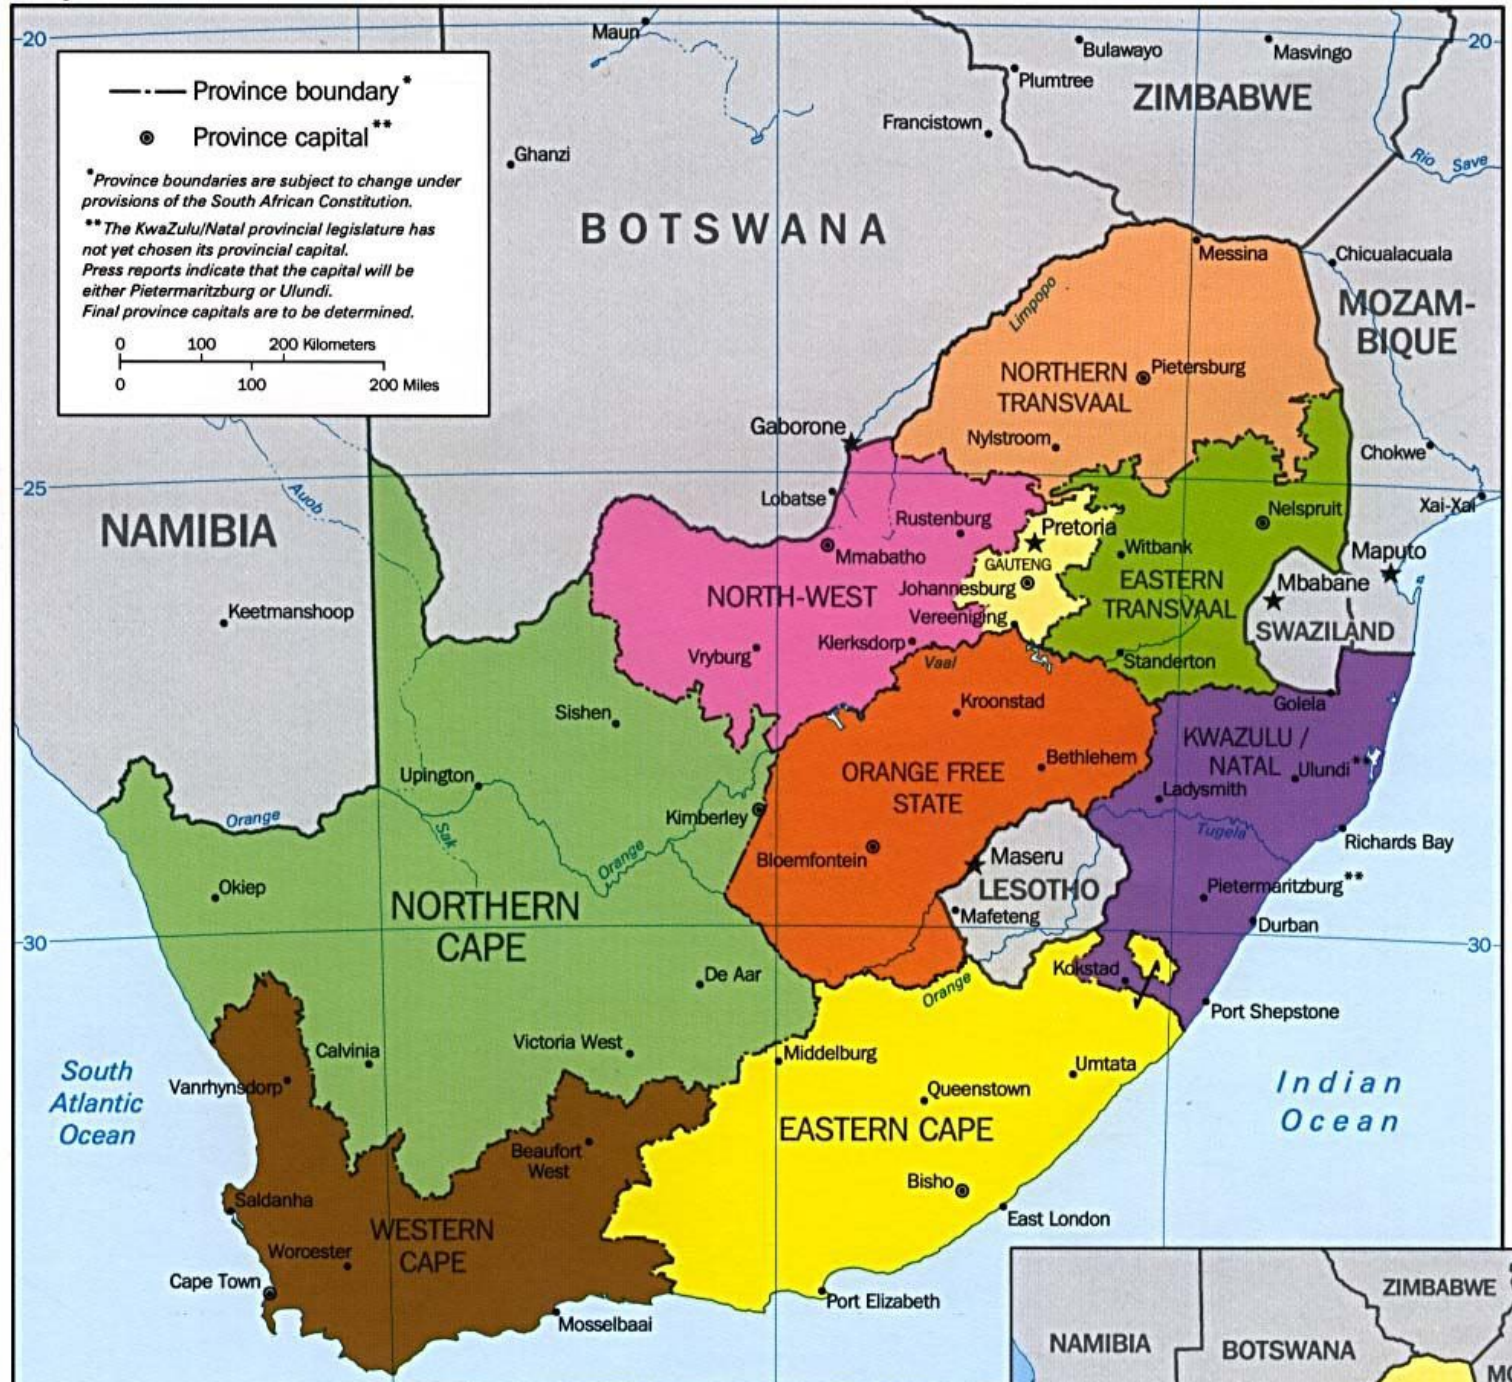 20
Maun
Bulawayo
Masvingo
20
Plumtree
ZIMBABWE
Province boundary*
Province capital**
*Province boundaries are subject to change under
provisions of the South African Constitution.
**The KwaZulu/Natal provincial legislature has
not yet chosen its provincial capital.
Press reports indicate that the capital will be
either Pietermaritzburg or Ulundi.
Final province capitals are to be determined.
0 100 200 Kilometers
0 100 200 Miles
Francistown
Ghanzi
Rio Save
BOTSWANA
Messina
Chicualacuala
Limpopo
MOZAM-
BIQUE
NORTHERN
TRANSVAAL
Pietersburg
Gaborone
Nylstroom
Chokwe
25
Auob
Lobatse
Xai-Xai
NAMIBIA
Rustenburg
Nelspruit
Pretoria
Mmabatho
Witbank
Maputo
GAUTENG
Johannesburg
EASTERN
TRANSVAAL
Mbabane
NORTH-WEST
Keetmanshoop
Vereeniging
SWAZILAND
Klerksdorp
Vryburg
Vaal
Standerton
Sishen
Kroonstad
Golela
KWAZULU /
NATAL
Ulundi**
Bethlehem
ORANGE FREE
STATE
Upington
Ladysmith
Orange
Kimberley
Sak
Tugela
Richards Bay
Orange
Bloemfontein
Maseru
LESOTHO
Okiep
Pietermaritzburg**
NORTHERN
CAPE
Mafeteng
Durban
30
30
De Aar
Kokstad
Orange
Port Shepstone
Calvinia
Victoria West
Middelburg
Umtata
South
Atlantic
Ocean
Vanrhynsdorp
Queenstown
Indian
Ocean
EASTERN CAPE
Beaufort
West
Bisho
Saldanha
East London
WESTERN
CAPE
Worcester
Cape Town
Port Elizabeth
Mosselbaai
ZIMBABWE
NAMIBIA
BOTSWANA